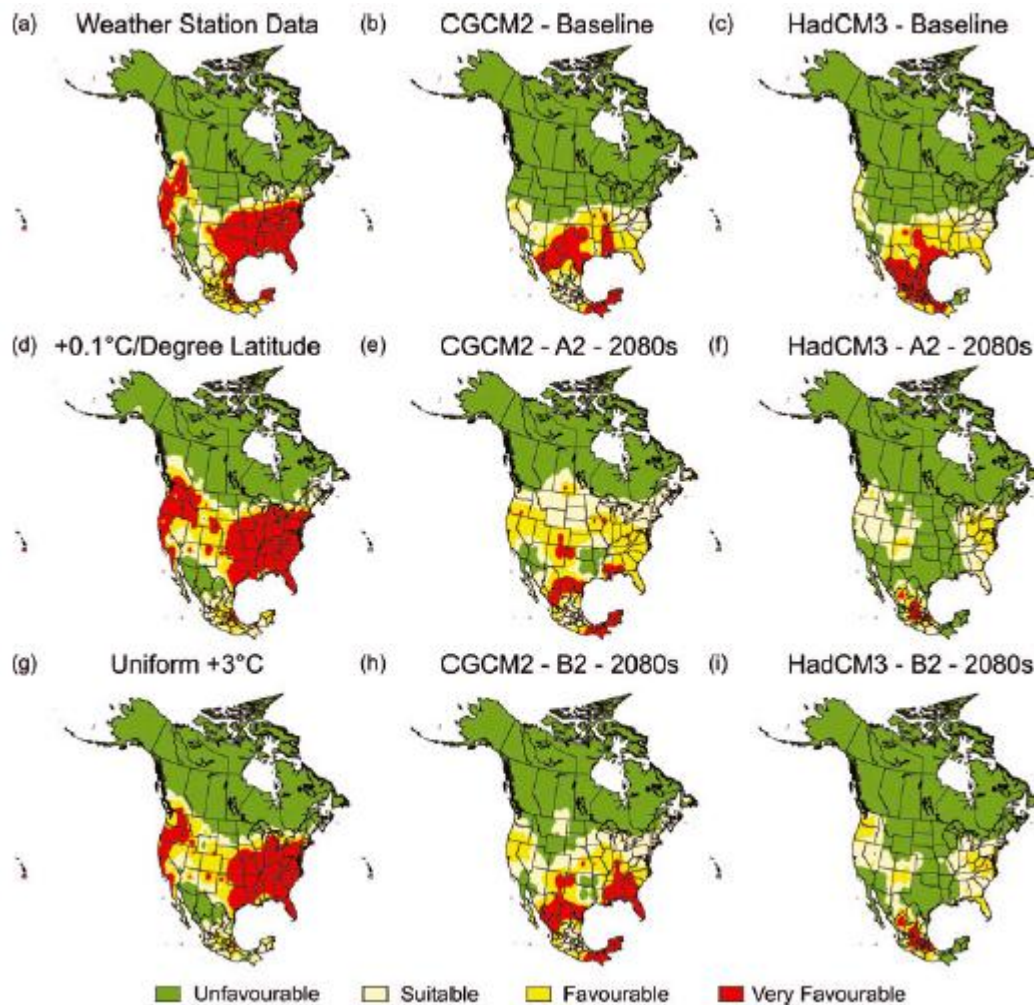 (a) Weather Station Data (b) CGCM2 - Baseline (c) HadCM3 - Baseline
(d) +0.1°C/Degree Latitude (e) CGCM2 - A2 - 2080s (f) HadCM3 - A2 - 2080s
(g) Uniform +3°C (h) CGCM2 - B2 - 2080s (i) HadCM3 - B2 - 2080s
Unfavourable Suitable Favourable Very Favourable